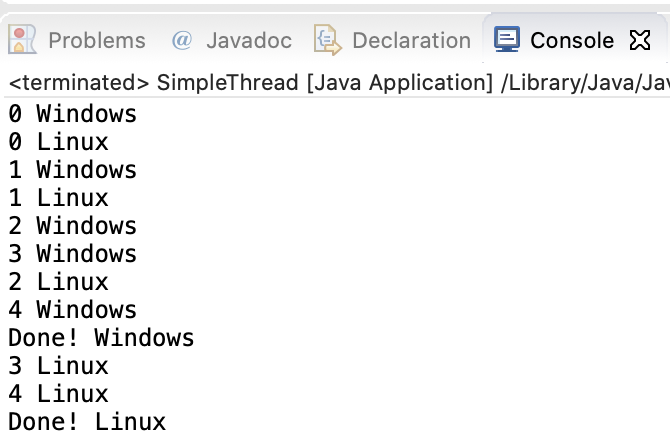 Problems @ Javadoc Declaration Console
<terminated> SimpleThread [Java Application] /Library/Java/Jav
0 Windows
0 Linux
1 Windows
1 Linux
2 Windows
3 Windows
2 Linux
4 Windows
Done! Windows
3 Linux
4 Linux
Done! Linux